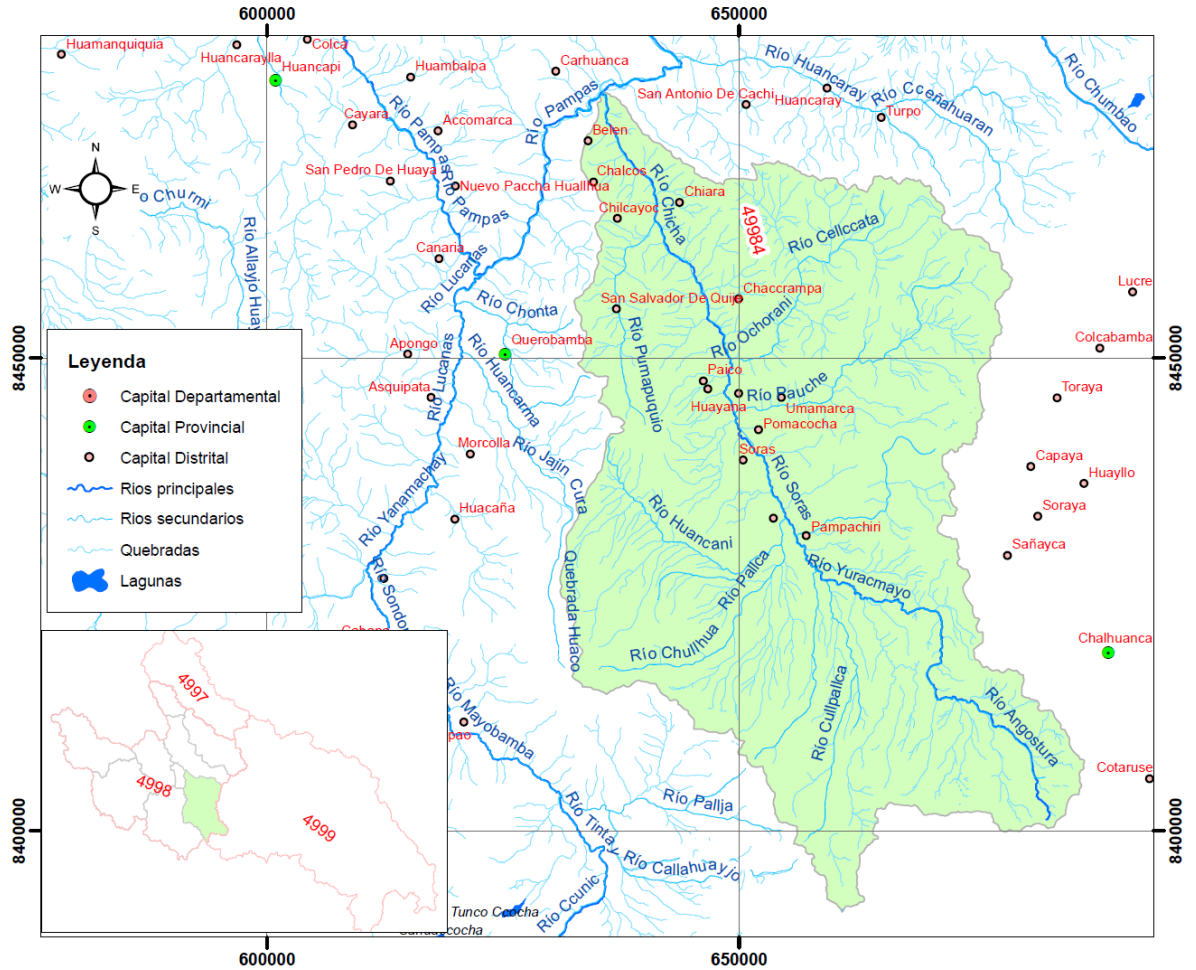 600000
650000
Huamanquiquia
Huancaraylla
Colca
Huancapi
Huambalpa
Carhuanca
Río Huancaray
Río Chumbao
San Antonio De Cachi
Huancaray
Río Cceñahuaran
Turpo
Río Pampas
Río Pampas
Cayara
Accomarca
Belen
N
W
E
S
San Pedro De Huaya
Río Pampas
Nuevo Paccha Huallhua
Chalcos
Río Chicha
Chiara
o Churmi
Chilcayoc
49984
Río Cellccata
Río Allayjo Huay
Canaria
Río Lucanas
Lucre
Río Chonta
San Salvador De Quije
Chaccrampa
Río Ochorani
8450000
8450000
Leyenda
Capital Departamental
Capital Provincial
Capital Distrital
Rios principales
Rios secundarios
Quebradas
Lagunas
Apongo
Querobamba
Colcabamba
Río Lucanas
Río Huancarma
Río Pumapuquio
Asquipata
Paico
Río Pauche
Toraya
Huayana
Umamarca
Pomacocha
Morcolla
Río Jajin Cura
Soras
Río Soras
Capaya
Huayllo
Río Yanamachay
Huacaña
Soraya
Río Huancani
Pampachiri
Sañayca
Río Sondon
Quebrada Huaco
Río Pallca
Río Yuracmayo
Río Chullhua
Chalhuanca
Río Cullpallca
Río Angostura
Río Mayobamba
pao
Cotaruse
4997
4998
4999
Río Pallja
Río Tintay
Río Callahuayjo
8400000
8400000
Río Ccunic
Tunco Ccocha
600000
650000